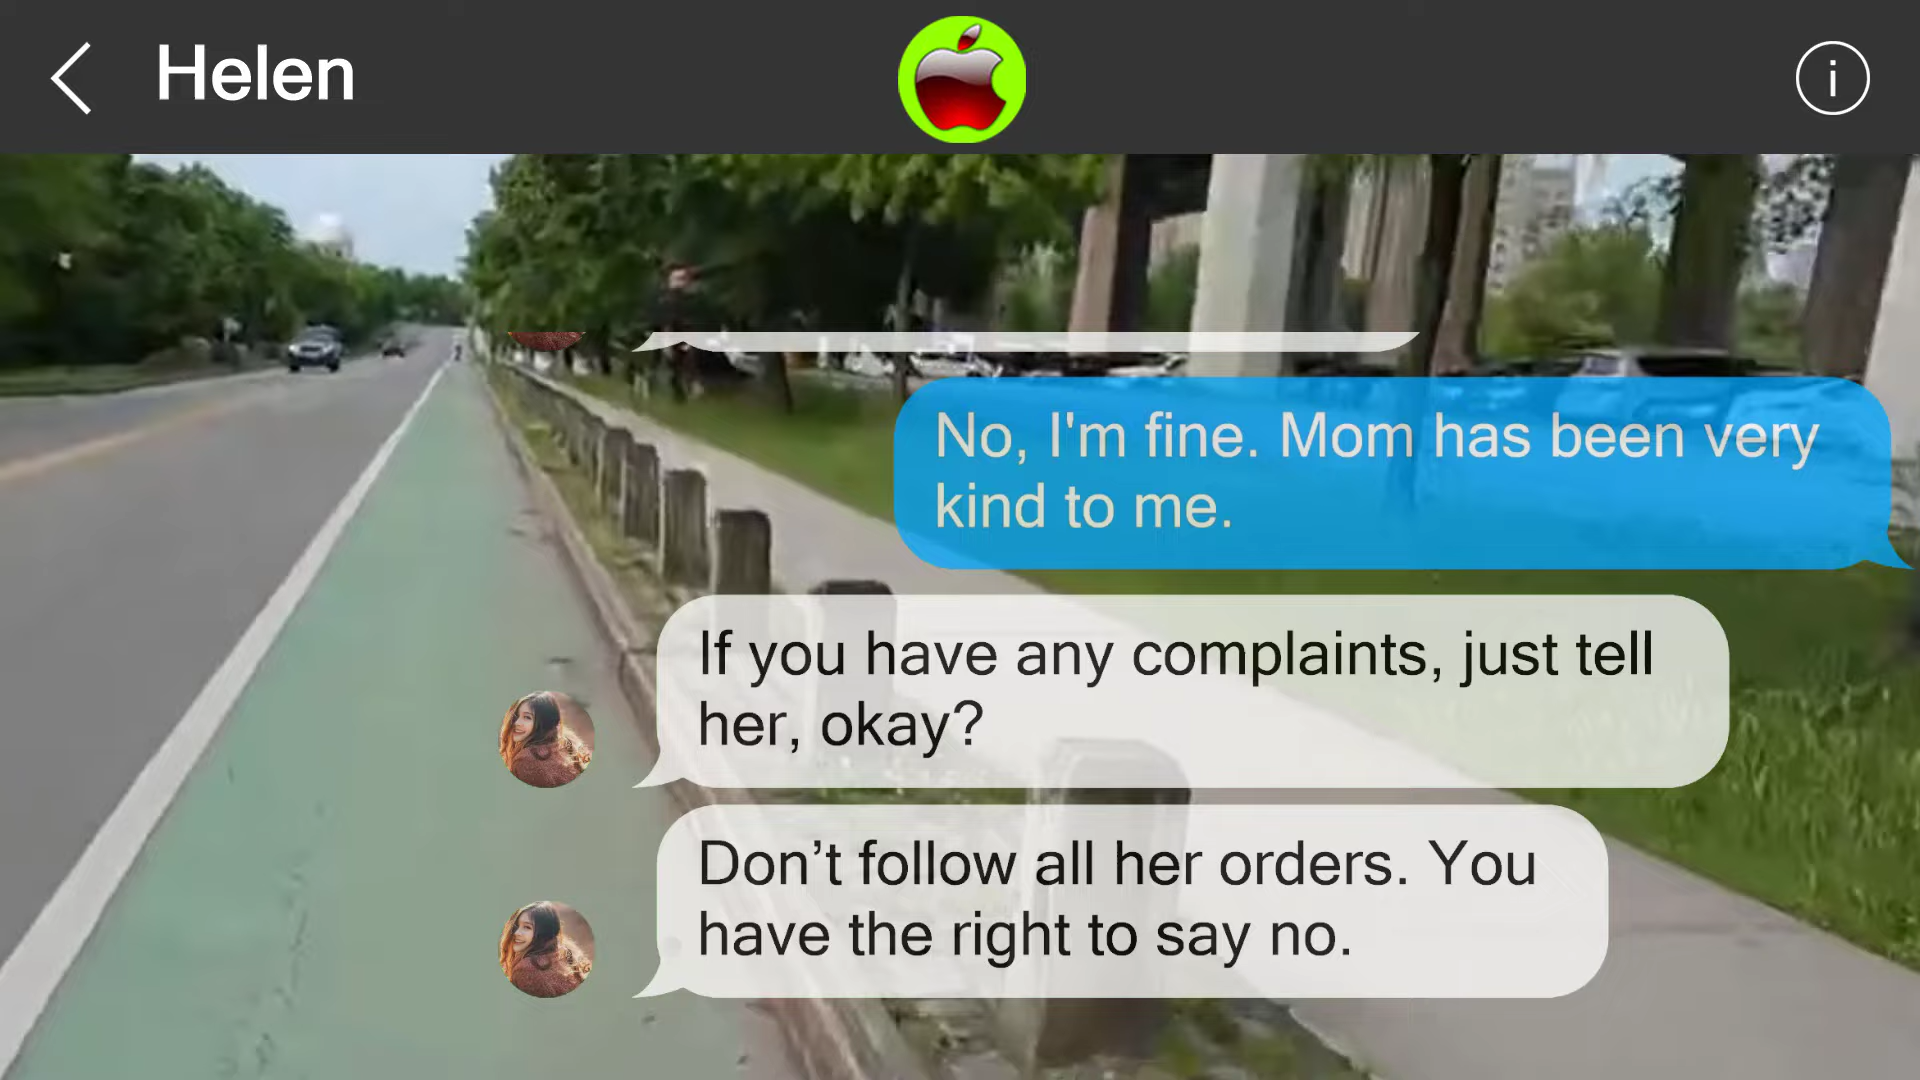 Helen
i
No, I'm fine. Mom has been very
kind to me.
If you have any complaints, just tell
her, okay?
Don’t follow all her orders. You
have the right to say no.